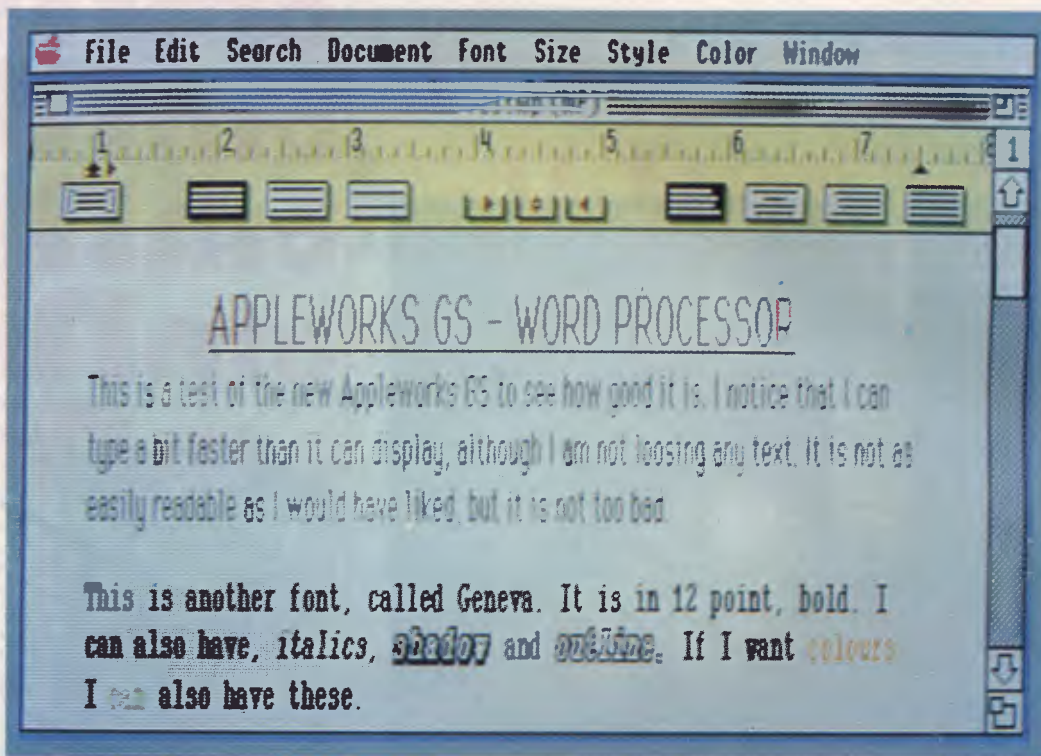 File Edit Search Document Font Size Style Color Window
1 2 3 4 5 6 7 8
1
APPLEWORKS GS - WORD PROCESSOR
This is a test of the new Appleworks GS to see how good it is. I notice that I can
type a bit faster than it can display, although I am not loosing any text. It is not as
easily readable as I would have liked, but it is not too bad.
This is another font, called Geneva. It is in 12 point, bold. I
can also have, italics, shadow and outline. If I want colours
I can also have these.